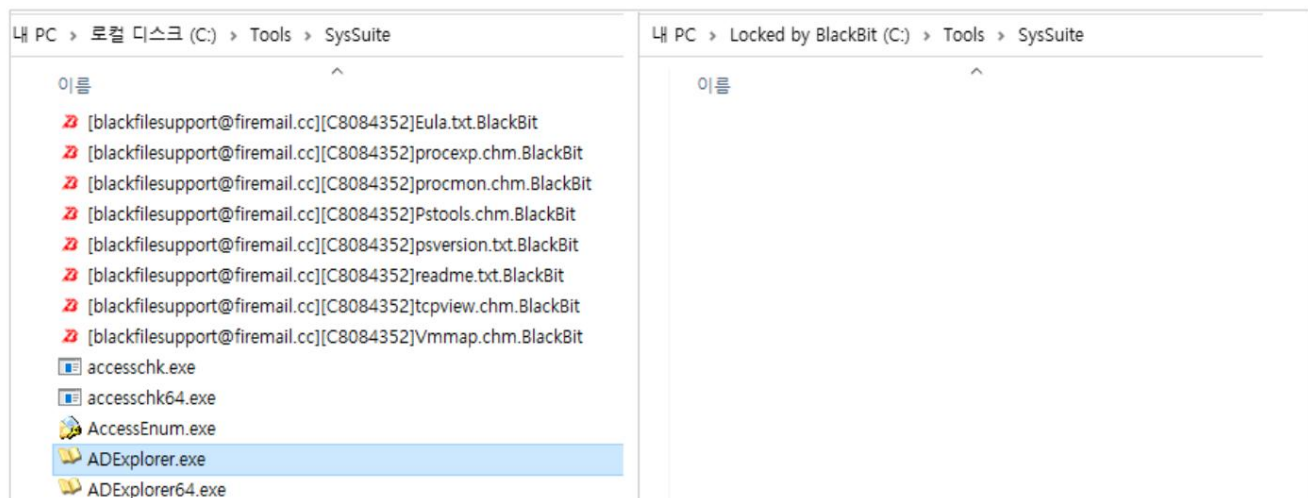 내 PC > 로컬 디스크 (C:) > Tools > SysSuite
이름
[blackfilesupport@firemail.cc][C8084352]Eula.txt.BlackBit
[blackfilesupport@firemail.cc][C8084352]procexp.chm.BlackBit
[blackfilesupport@firemail.cc][C8084352]procmon.chm.BlackBit
[blackfilesupport@firemail.cc][C8084352]Pstools.chm.BlackBit
[blackfilesupport@firemail.cc][C8084352]psversion.txt.BlackBit
[blackfilesupport@firemail.cc][C8084352]readme.txt.BlackBit
[blackfilesupport@firemail.cc][C8084352]tcpview.chm.BlackBit
[blackfilesupport@firemail.cc][C8084352]Vmmap.chm.BlackBit
accesschk.exe
accesschk64.exe
AccessEnum.exe
ADExplorer.exe
ADExplorer64.exe
내 PC > Locked by BlackBit (C:) > Tools > SysSuite
이름